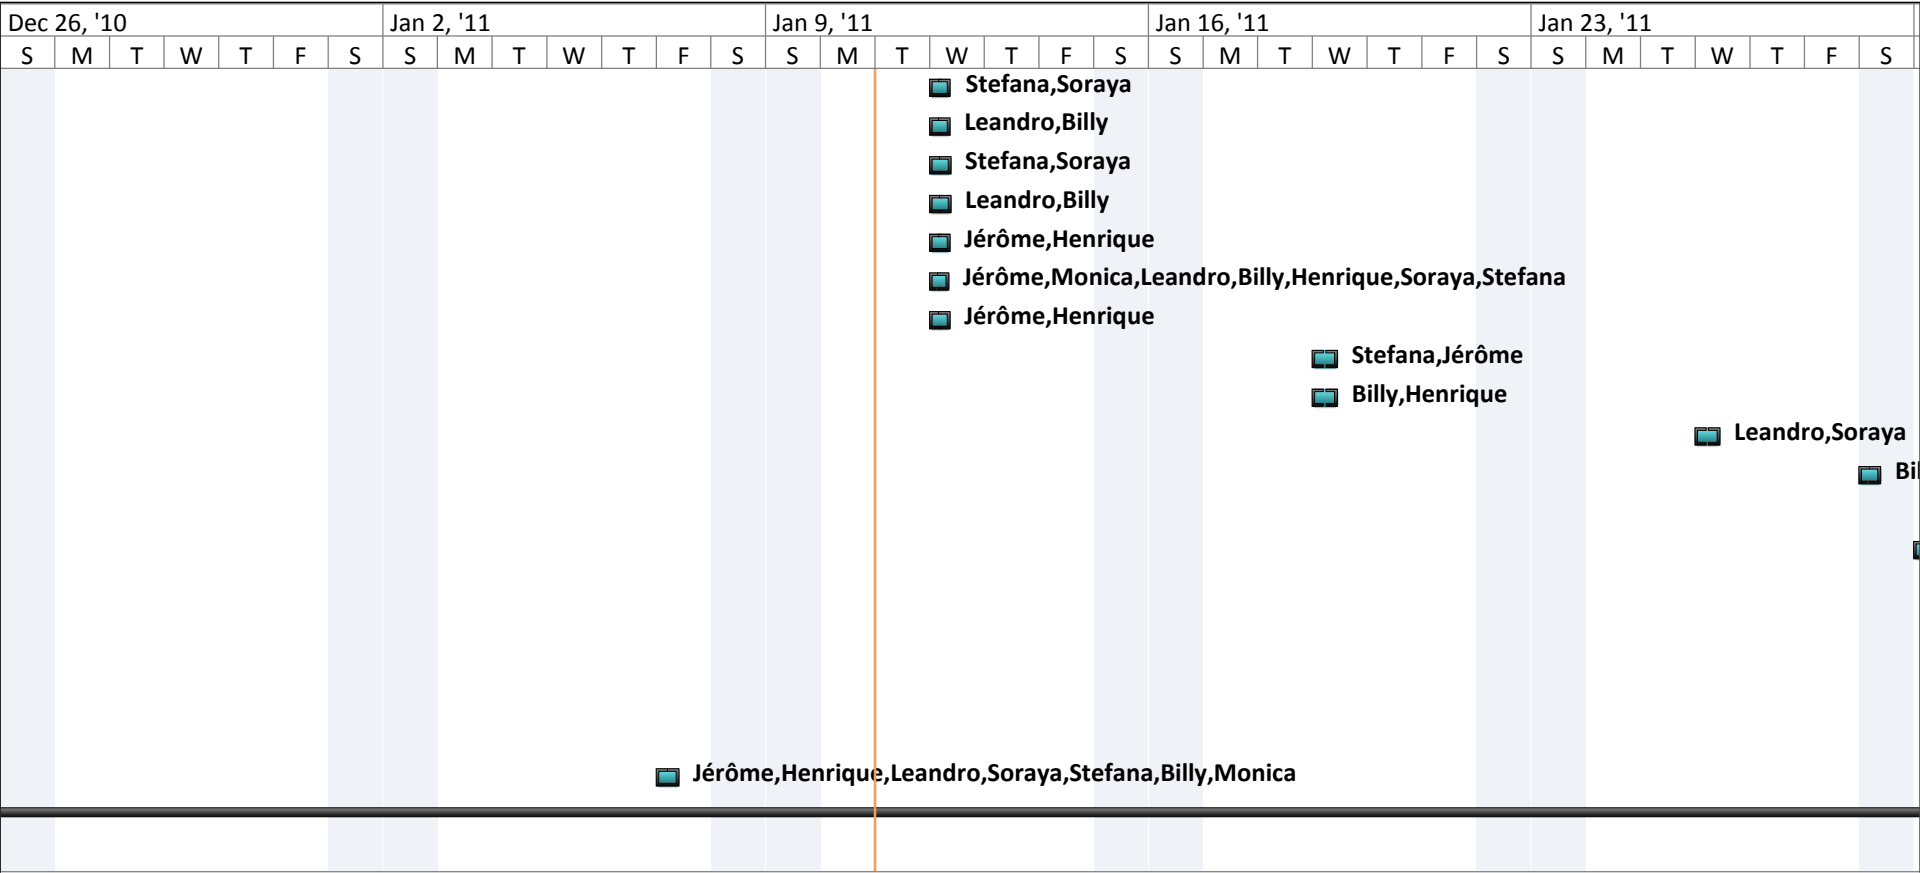 Dec 26, '10 Jan 2, '11 Jan 9, '11 Jan 16, '11 Jan 23, '11
S M T W T F S S M T W T F S S M T W T F S S M T W T F S S M T W T F S
Stefana,Soraya
Leandro,Billy
Stefana,Soraya
Leandro,Billy
Jérôme,Henrique
Jérôme,Monica,Leandro,Billy,Henrique,Soraya,Stefana
Jérôme,Henrique
Stefana,Jérôme
Billy,Henrique
Leandro,Soraya
Jérôme,Henrique,Leandro,Soraya,Stefana,Billy,Monica